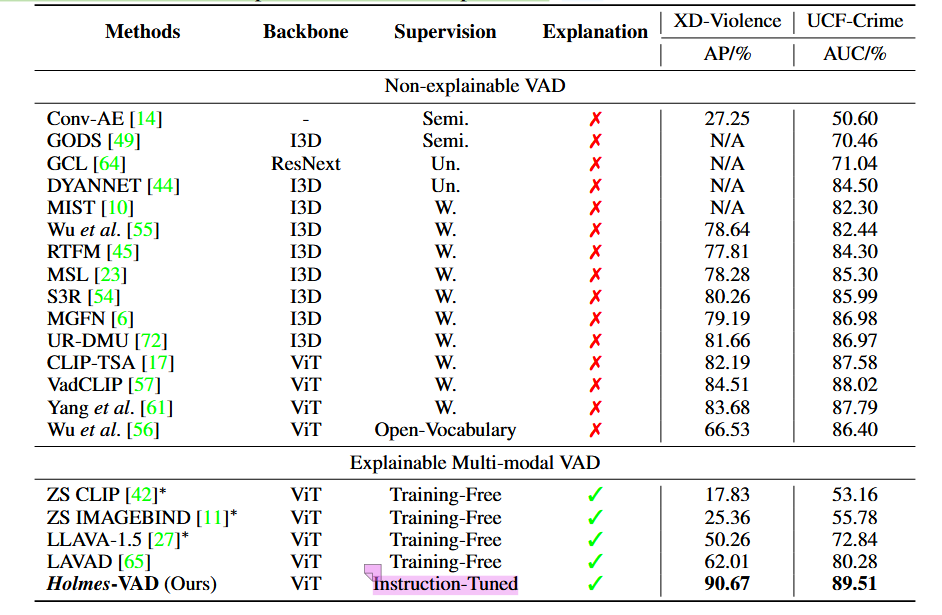 Methods Backbone Supervision Explanation XD-Violence UCF-Crime
AP/% AUC/%
Non-explainable VAD
Conv-AE [14] - Semi. ✗ 27.25 50.60
GODS [49] I3D Semi. ✗ N/A 70.46
GCL [64] ResNext Un. ✗ N/A 71.04
DYANNET [44] I3D Un. ✗ N/A 84.50
MIST [10] I3D W. ✗ N/A 82.30
Wu et al. [55] I3D W. ✗ 78.64 82.44
RTFM [45] I3D W. ✗ 77.81 84.30
MSL [23] I3D W. ✗ 78.28 85.30
S3R [54] I3D W. ✗ 80.26 85.99
MGFN [6] I3D W. ✗ 79.19 86.98
UR-DMU [72] I3D W. ✗ 81.66 86.97
CLIP-TSA [17] ViT W. ✗ 82.19 87.58
VadCLIP [57] ViT W. ✗ 84.51 88.02
Yang et al. [61] ViT W. ✗ 83.68 87.79
Wu et al. [56] ViT Open-Vocabulary ✗ 66.53 86.40
Explainable Multi-modal VAD
ZS CLIP [42]* ViT Training-Free ✓ 17.83 53.16
ZS IMAGEBIND [11]* ViT Training-Free ✓ 25.36 55.78
LLAVA-1.5 [27]* ViT Training-Free ✓ 50.26 72.84
LAVAD [65] ViT Training-Free ✓ 62.01 80.28
Holmes-VAD (Ours) ViT Instruction-Tuned ✓ 90.67 89.51